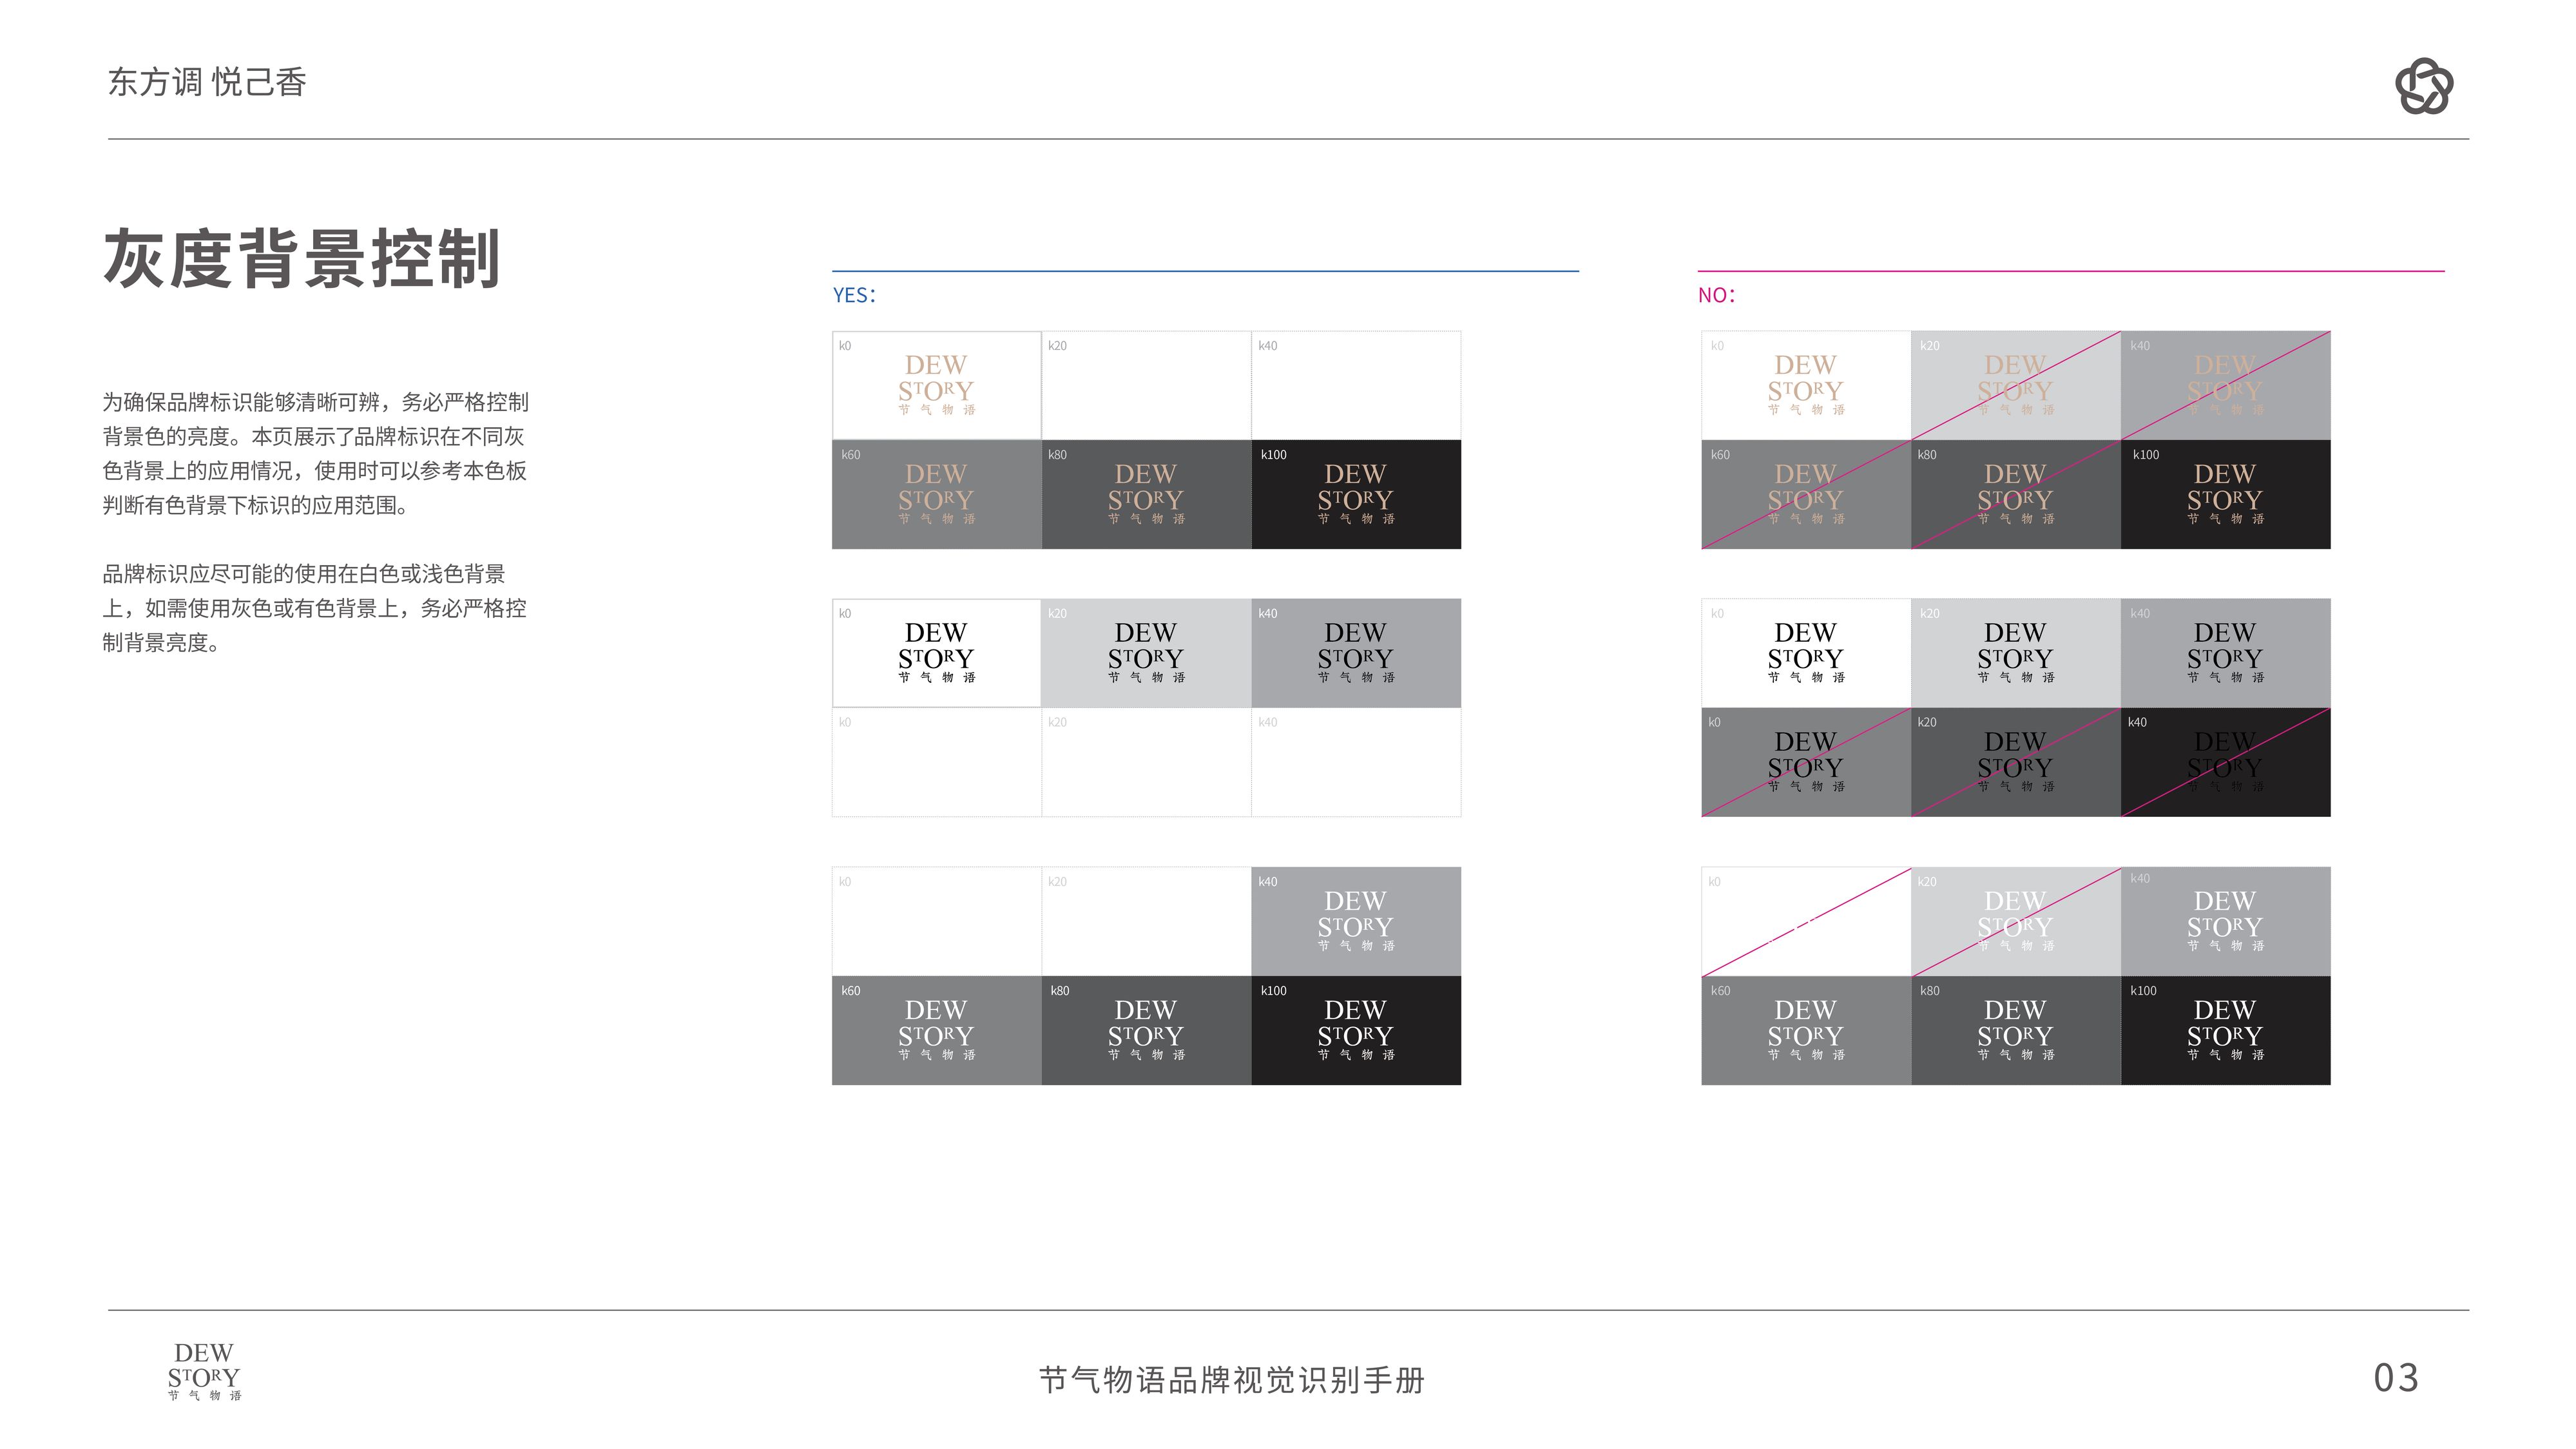 东方调 悦己香
灰度背景控制
为确保品牌标识能够清晰可辨，务必严格控制
背景色的亮度。本页展示了品牌标识在不同灰
色背景上的应用情况，使用时可以参考本色板
判断有色背景下标识的应用范围。
品牌标识应尽可能的使用在白色或浅色背景
上，如需使用灰色或有色背景上，务必严格控
制背景亮度。
YES：
k0 k20 k40
DEW
STORY
节气物语
k60 k80 k100
DEW DEW DEW
STORY STORY STORY
节气物语 节气物语 节气物语
k0 k20 k40
DEW DEW DEW
STORY STORY STORY
节气物语 节气物语 节气物语
k0 k20 k40
k0 k20 k40
DEW
STORY
节气物语
k60 k80 k100
DEW DEW DEW
STORY STORY STORY
节气物语 节气物语 节气物语
NO：
k0 k20 k40
DEW DEW DEW
STORY STORY STORY
节气物语 节气物语 节气物语
k60 k80 k100
DEW DEW DEW
STORY STORY STORY
节气物语 节气物语 节气物语
k0 k20 k40
DEW DEW DEW
STORY STORY STORY
节气物语 节气物语 节气物语
k0 k20 k40
DEW DEW DEW
STORY STORY STORY
节气物语 节气物语 节气物语
k0 k20 k40
DEW DEW
STORY STORY
节气物语 节气物语
k60 k80 k100
DEW DEW DEW
STORY STORY STORY
节气物语 节气物语 节气物语
DEW
STORY
节气物语
节气物语品牌视觉识别手册
03